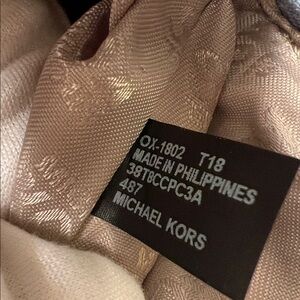 OX-1802 T18
MADE IN PHILIPPINES
38T8CCPC3A
487
MICHAEL KORS